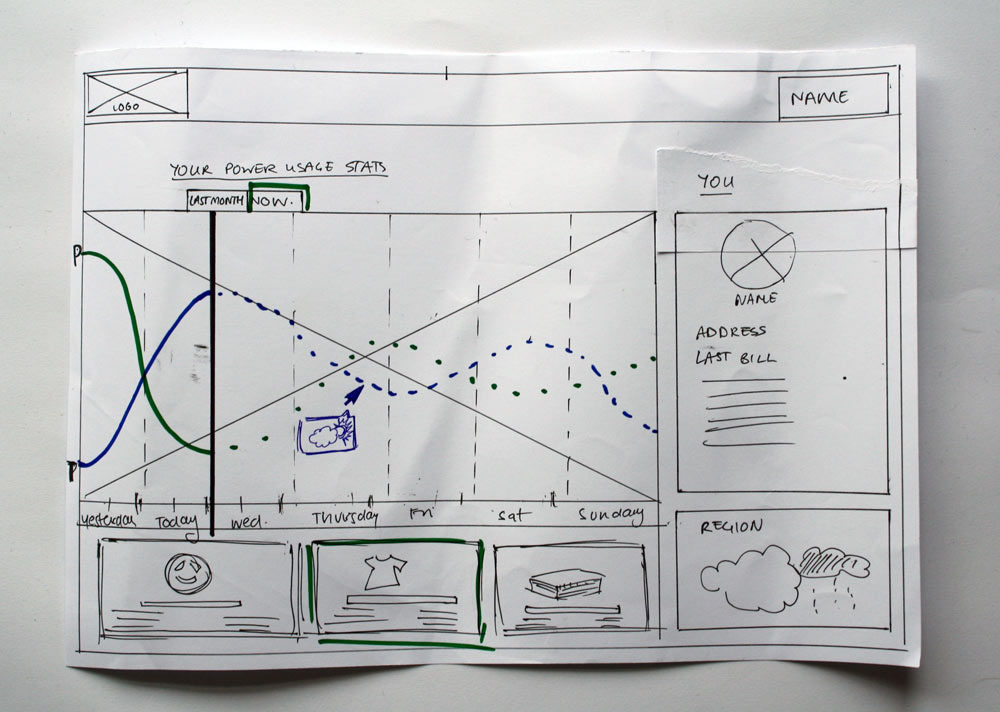 LOGO
NAME
YOUR POWER USAGE STATS
LAST MONTH
NOW.
YOU
P
P
NAME
ADDRESS
LAST BILL
Yesterday
Today
Wed.
Thursday
Fri
Sat
Sunday
REGION